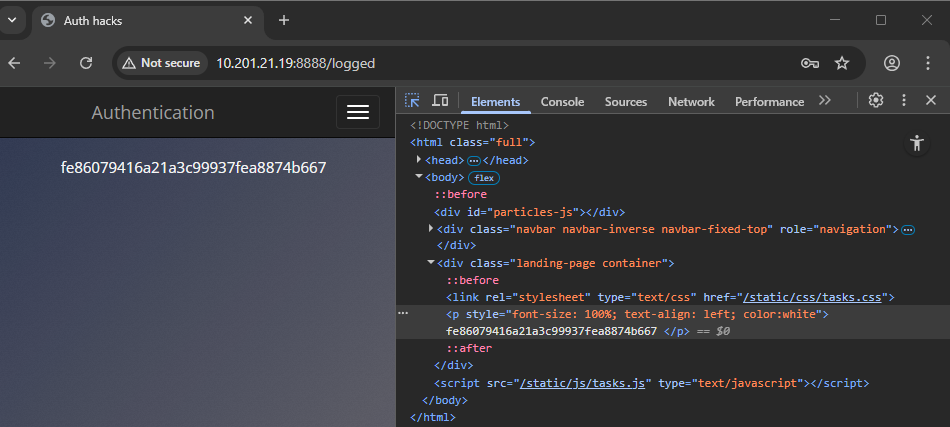 Auth hacks
Not secure 10.201.21.19:8888/logged
Authentication
fe86079416a21a3c99937fea8874b667
Elements Console Sources Network Performance
<!DOCTYPE html>
<html class="full">
<head> ••• </head>
<body> flex
::before
<div id="particles-js"></div>
<div class="navbar navbar-inverse navbar-fixed-top" role="navigation"> •••
</div>
<div class="landing-page container">
::before
<link rel="stylesheet" type="text/css" href="/static/css/tasks.css">
<p style="font-size: 100%; text-align: left; color:white">
fe86079416a21a3c99937fea8874b667 </p> == $0
::after
</div>
<script src="/static/js/tasks.js" type="text/javascript"></script>
</body>
</html>